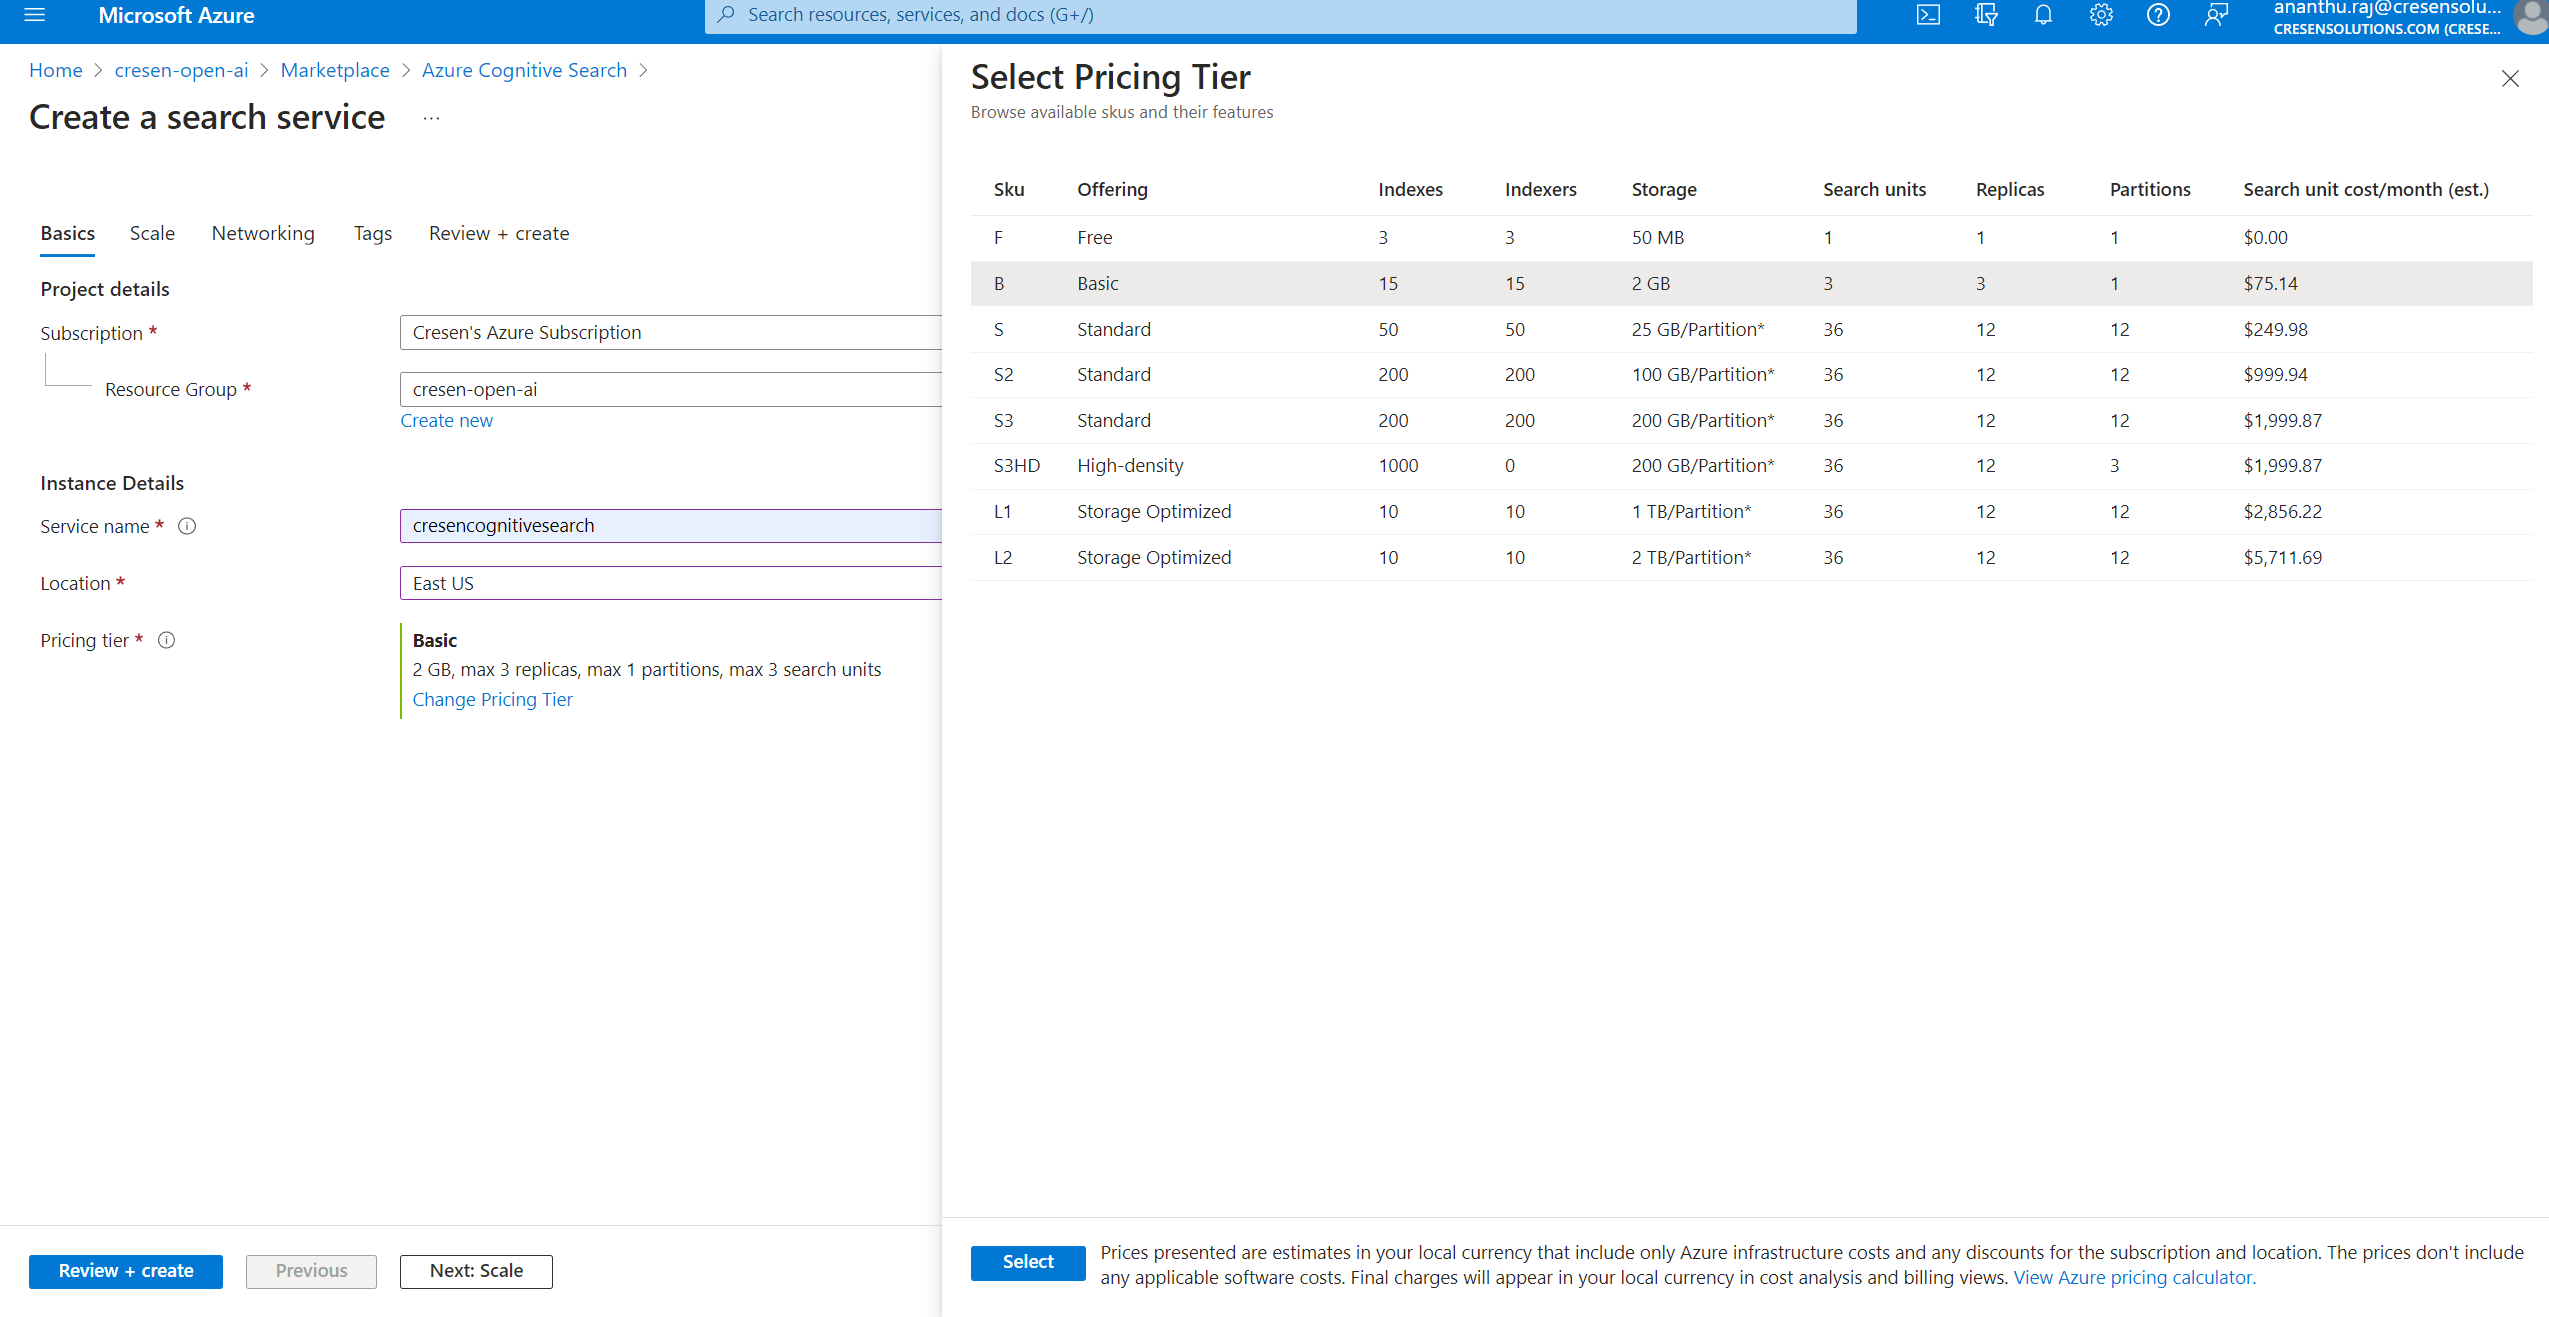 Microsoft Azure
Search resources, services, and docs (G+/)
ananthu.raj@cresensolu...
CRESENSOLUTIONS.COM (CRESE...
Home > cresen-open-ai > Marketplace > Azure Cognitive Search >
Create a search service ...
Basics Scale Networking Tags Review + create
Project details
Subscription *
Cresen's Azure Subscription
Resource Group *
cresen-open-ai
Create new
Instance Details
Service name *
cresencognitivesearch
Location *
East US
Pricing tier *
Basic
2 GB, max 3 replicas, max 1 partitions, max 3 search units
Change Pricing Tier
Review + create Previous Next: Scale
Select Pricing Tier
Browse available skus and their features
Sku Offering Indexes Indexers Storage Search units Replicas Partitions Search unit cost/month (est.)
F Free 3 3 50 MB 1 1 1 $0.00
B Basic 15 15 2 GB 3 3 1 $75.14
S Standard 50 50 25 GB/Partition* 36 12 12 $249.98
S2 Standard 200 200 100 GB/Partition* 36 12 12 $999.94
S3 Standard 200 200 200 GB/Partition* 36 12 12 $1,999.87
S3HD High-density 1000 0 200 GB/Partition* 36 12 3 $1,999.87
L1 Storage Optimized 10 10 1 TB/Partition* 36 12 12 $2,856.22
L2 Storage Optimized 10 10 2 TB/Partition* 36 12 12 $5,711.69
Select
Prices presented are estimates in your local currency that include only Azure infrastructure costs and any discounts for the subscription and location. The prices don't include
any applicable software costs. Final charges will appear in your local currency in cost analysis and billing views. View Azure pricing calculator.